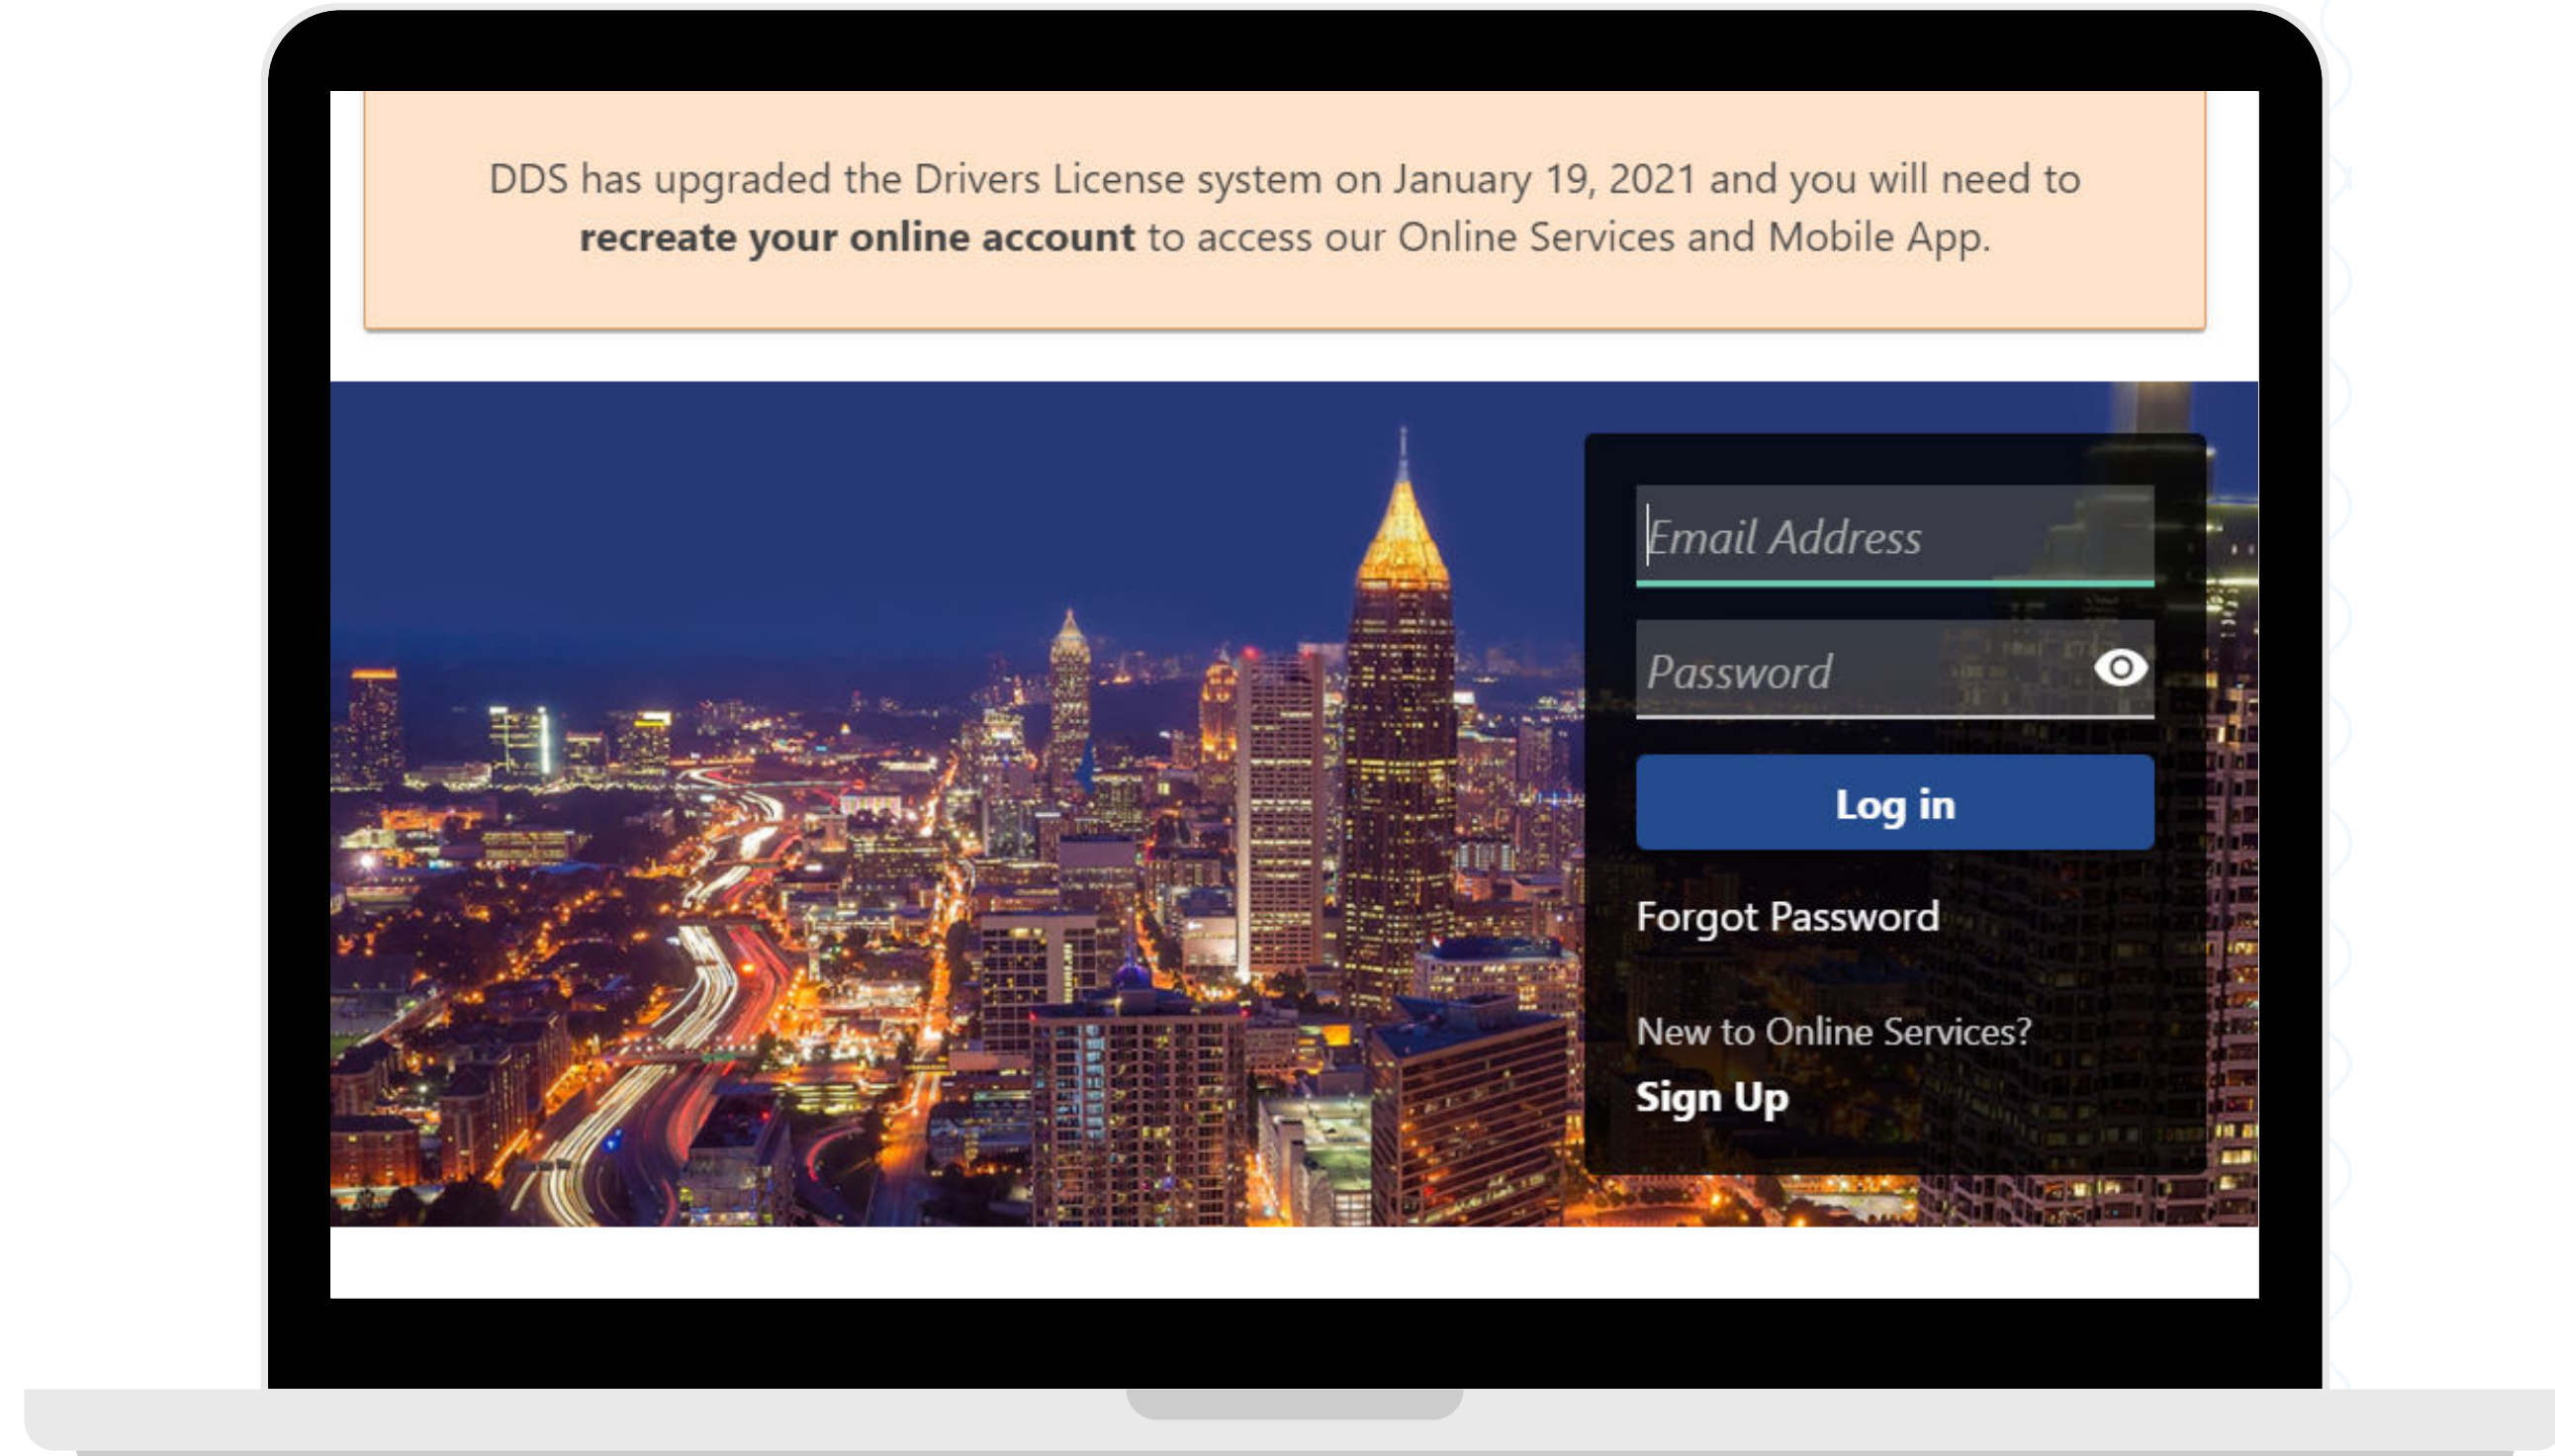 DDS has upgraded the Drivers License system on January 19, 2021 and you will need to
recreate your online account to access our Online Services and Mobile App.
Email Address
Password
Log in
Forgot Password
New to Online Services?
Sign Up